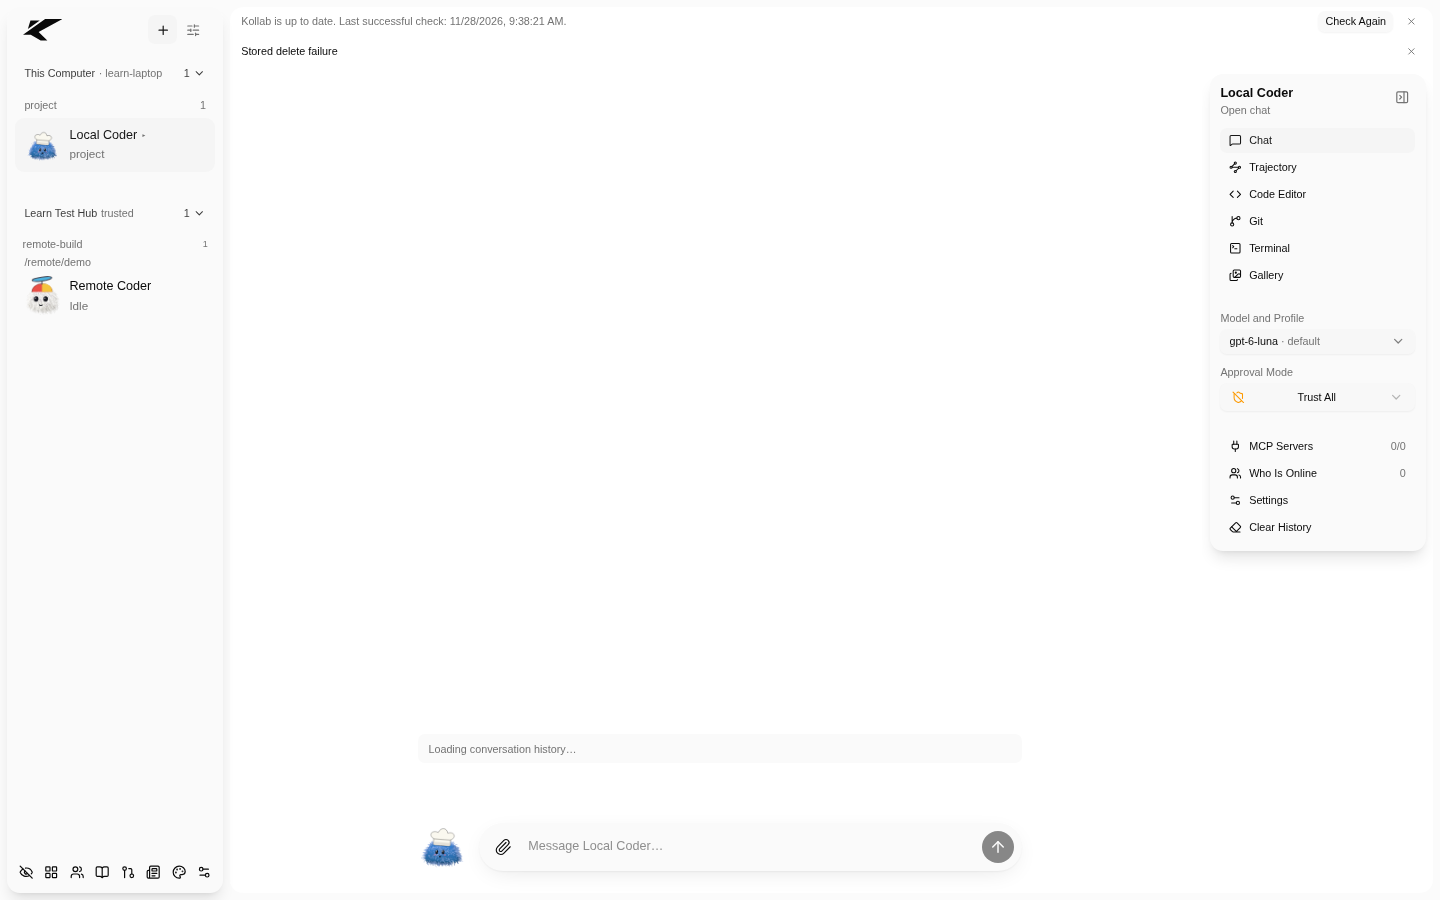 Kollab is up to date. Last successful check: 11/28/2026, 9:38:21 AM.
Check Again
Stored delete failure
This Computer · learn-laptop 1
project 1
Local Coder
project
Learn Test Hub trusted 1
remote-build 1
/remote/demo
Remote Coder
Idle
Local Coder
Open chat
Chat
Trajectory
Code Editor
Git
Terminal
Gallery
Model and Profile
gpt-6-luna · default
Approval Mode
Trust All
MCP Servers 0/0
Who Is Online 0
Settings
Clear History
Loading conversation history…
Message Local Coder…